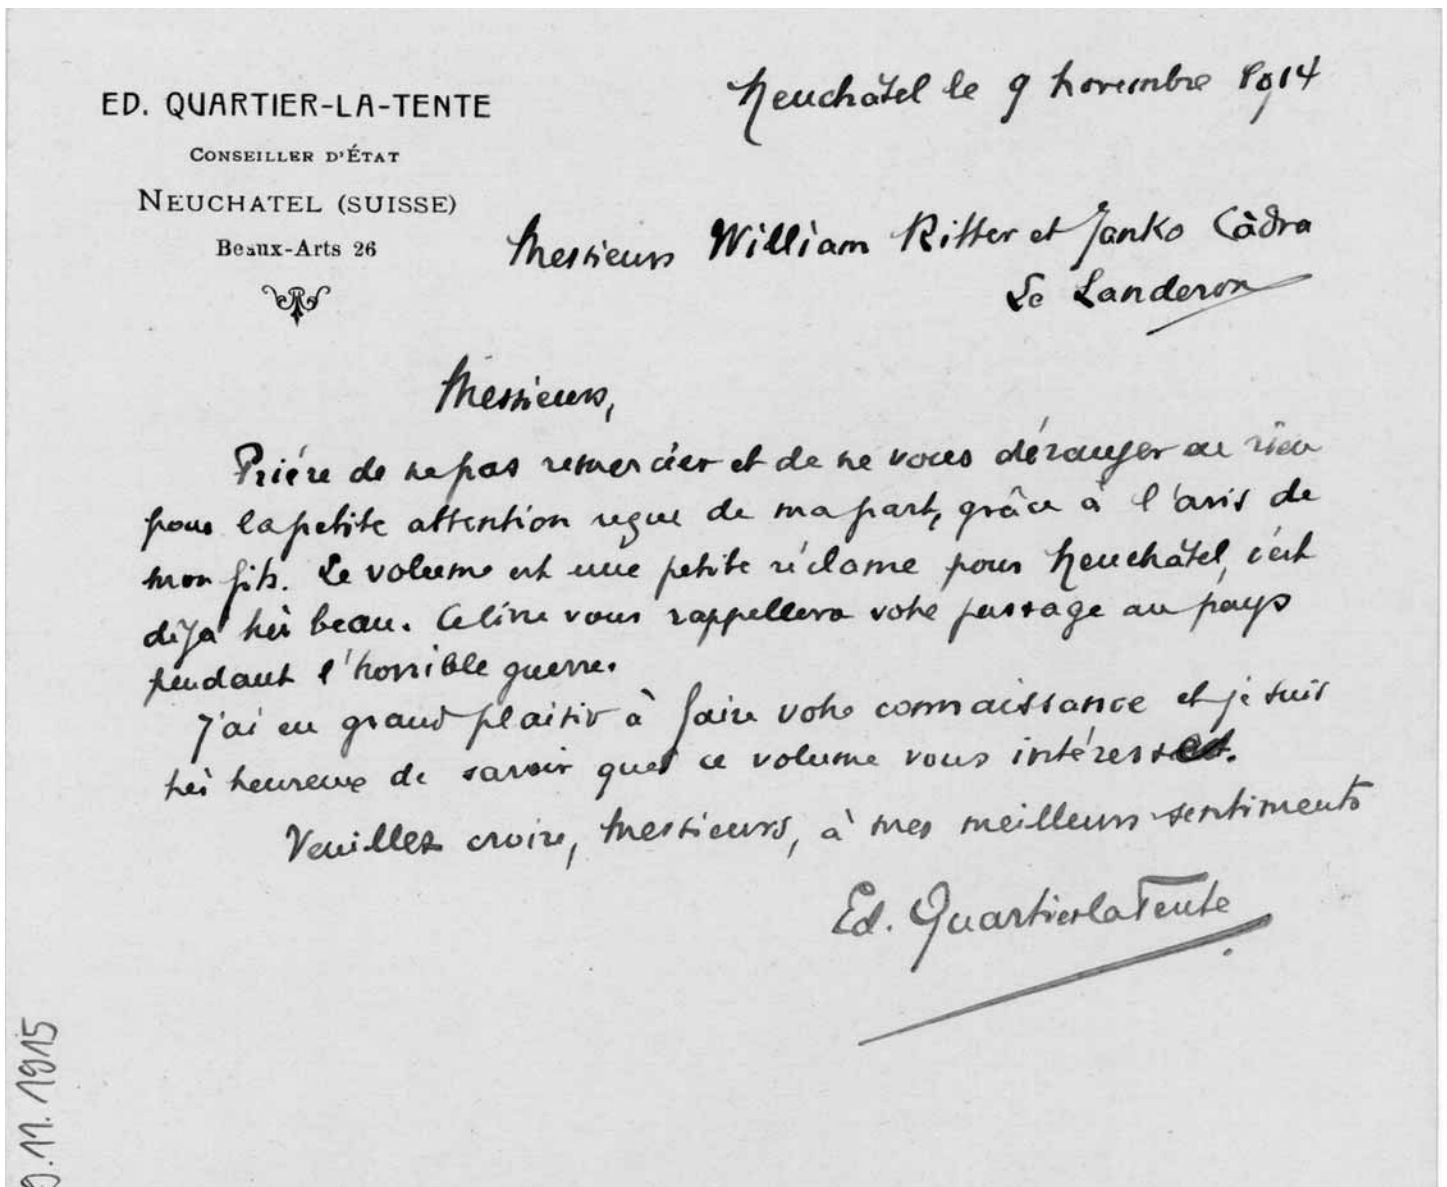 ED. QUARTIER-LA-TENTE
CONSEILLER D'ÉTAT
NEUCHATEL (SUISSE)
Beaux-Arts 26
Neuchâtel le 9 novembre 1914
Messieurs William Ritter et Janko Càdra
Le Landeron
Messieurs,
Prière de ne pas remercier et de ne vous déranger en rien
pour la petite attention reçue de ma part, grâce à l'avis de
mon fils. Le volume est une petite réclame pour Neuchâtel, c'est
déjà très beau. Ce livre vous rappellera votre passage au pays
pendant l'horrible guerre.
J'ai eu grand plaisir à faire votre connaissance et je suis
très heureux de savoir que ce volume vous
Veuillez croire, Messieurs, à mes meilleurs sentiments
Ed. Quartier la Tente
9.11.1915